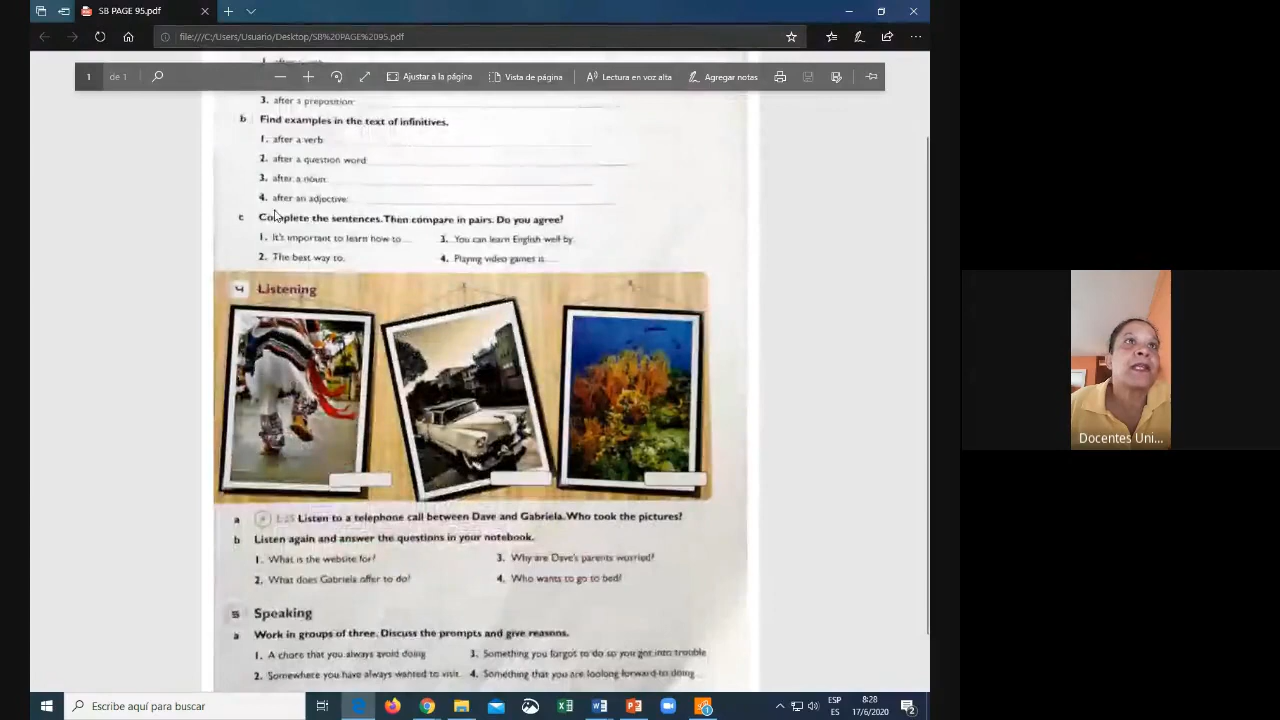 SB PAGE 95.pdf
file:///C:/Users/Usuario/Desktop/SB%20PAGE%2095.pdf
1 de 1 Ajustar a la página Vista de página Lectura en voz alta Agregar notas
3. after a preposition
b Find examples in the text of infinitives.
1. after a verb
2. after a question word
3. after a noun
4. after an adjective
c Complete the sentences. Then compare in pairs. Do you agree?
1. It's important to learn how to ...
3. You can learn English well by
2. The best way to
4. Playing video games is ...
4 Listening
a 1.25 Listen to a telephone call between Dave and Gabriela. Who took the pictures?
b Listen again and answer the questions in your notebook.
1. What is the website for?
3. Why are Dave's parents worried?
2. What does Gabriela offer to do?
4. Who wants to go to bed?
5 Speaking
a Work in groups of three. Discuss the prompts and give reasons.
1. A chore that you always avoid doing
3. Something you forgot to do so you got into trouble
2. Somewhere you have always wanted to visit
4. Something that you are looking forward to doing
Docentes Uni...
Escribe aquí para buscar
ESP
ES
8:28
17/6/2020
2